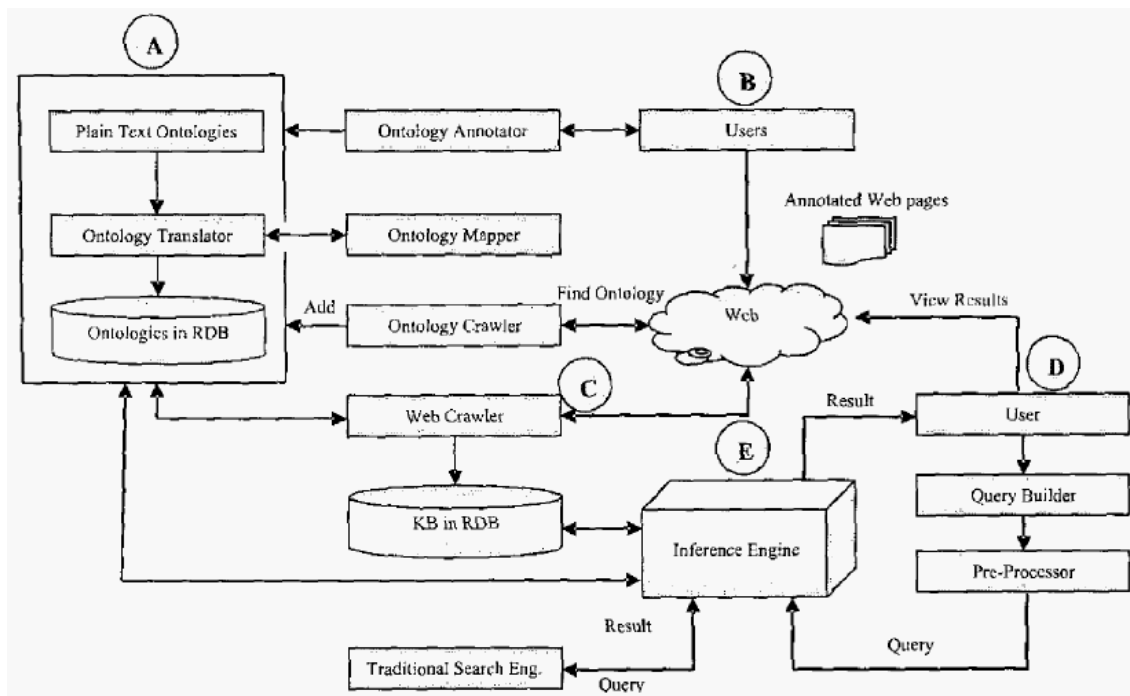 A
B
Plain Text Ontologies
Ontology Annotator
Users
Annotated Web pages
Ontology Translator
Ontology Mapper
Find Ontology
View Results
Add
Web
Ontologies in RDB
Ontology Crawler
C
D
Web Crawler
Result
User
E
Query Builder
KB in RDB
Inference Engine
Pre-Processor
Result
Query
Traditional Search Eng.
Query